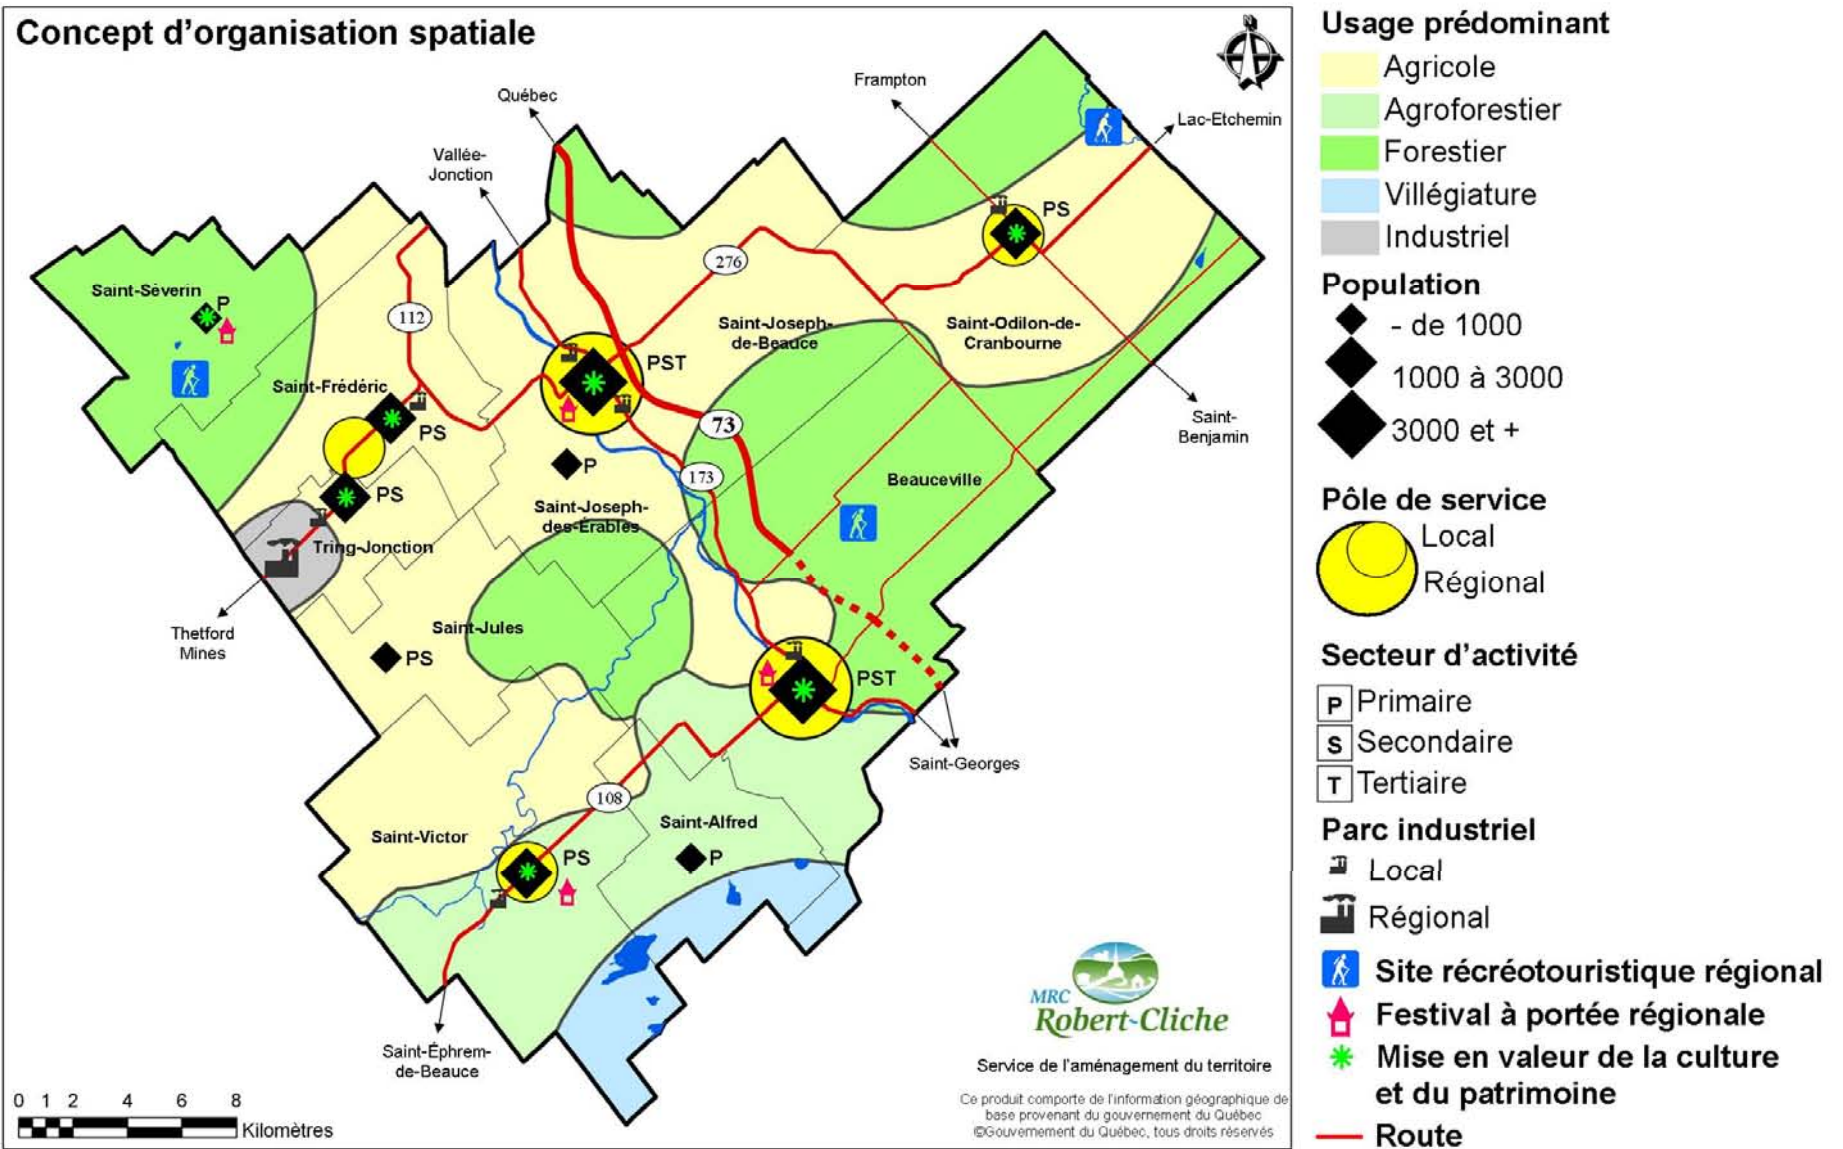 Concept d'organisation spatiale
N
Québec
Frampton
Lac-Etchemin
Vallée-
Jonction
PS
276
Saint-Séverin
P
112
Saint-Joseph-
de-Beauce
Saint-Odilon-de-
Cranbourne
PST
Saint-Frédéric
PS
73
Saint-
Benjamin
P
173
Beauceville
PS
Saint-Joseph-
des-Érables
Tring-Jonction
Thetford
Mines
Saint-Jules
PS
PST
Saint-Georges
108
Saint-Victor
Saint-Alfred
PS
P
Saint-Éphrem-
de-Beauce
MRC
Robert-Cliche
Service de l'aménagement du territoire
Ce produit comporte de l'information géographique de
base provenant du gouvernement du Québec
©Gouvernement du Québec, tous droits réservés
0 1 2 4 6 8
Kilomètres
Usage prédominant
Agricole
Agroforestier
Forestier
Villégiature
Industriel
Population
- de 1000
1000 à 3000
3000 et +
Pôle de service
Local
Régional
Secteur d'activité
P Primaire
S Secondaire
T Tertiaire
Parc industriel
Local
Régional
Site récréotouristique régional
Festival à portée régionale
Mise en valeur de la culture
et du patrimoine
Route